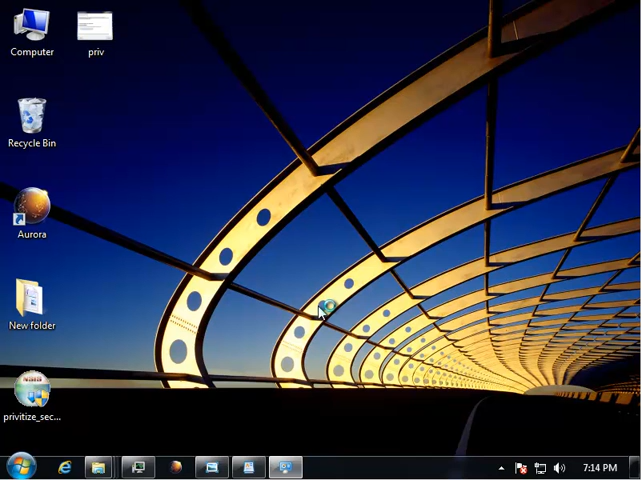 Computer
priv
Recycle Bin
Aurora
New folder
privitize_sec...
7:14 PM